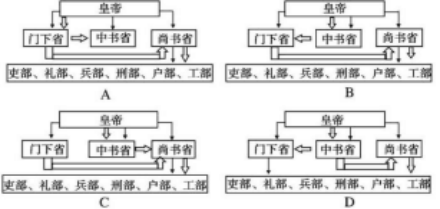 皇帝
门下省 中书省 尚书省
吏部、礼部、兵部、刑部、户部、工部
A
皇帝
门下省 中书省 尚书省
吏部、礼部、兵部、刑部、户部、工部
B
皇帝
门下省 中书省 尚书省
吏部、礼部、兵部、刑部、户部、工部
C
皇帝
门下省 中书省 尚书省
吏部、礼部、兵部、刑部、户部、工部
D